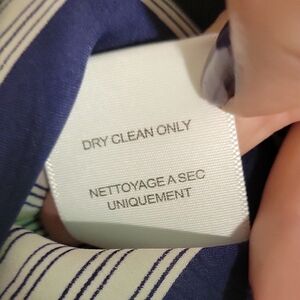 DRY CLEAN ONLY
NETTOYAGE A SEC
UNIQUEMENT